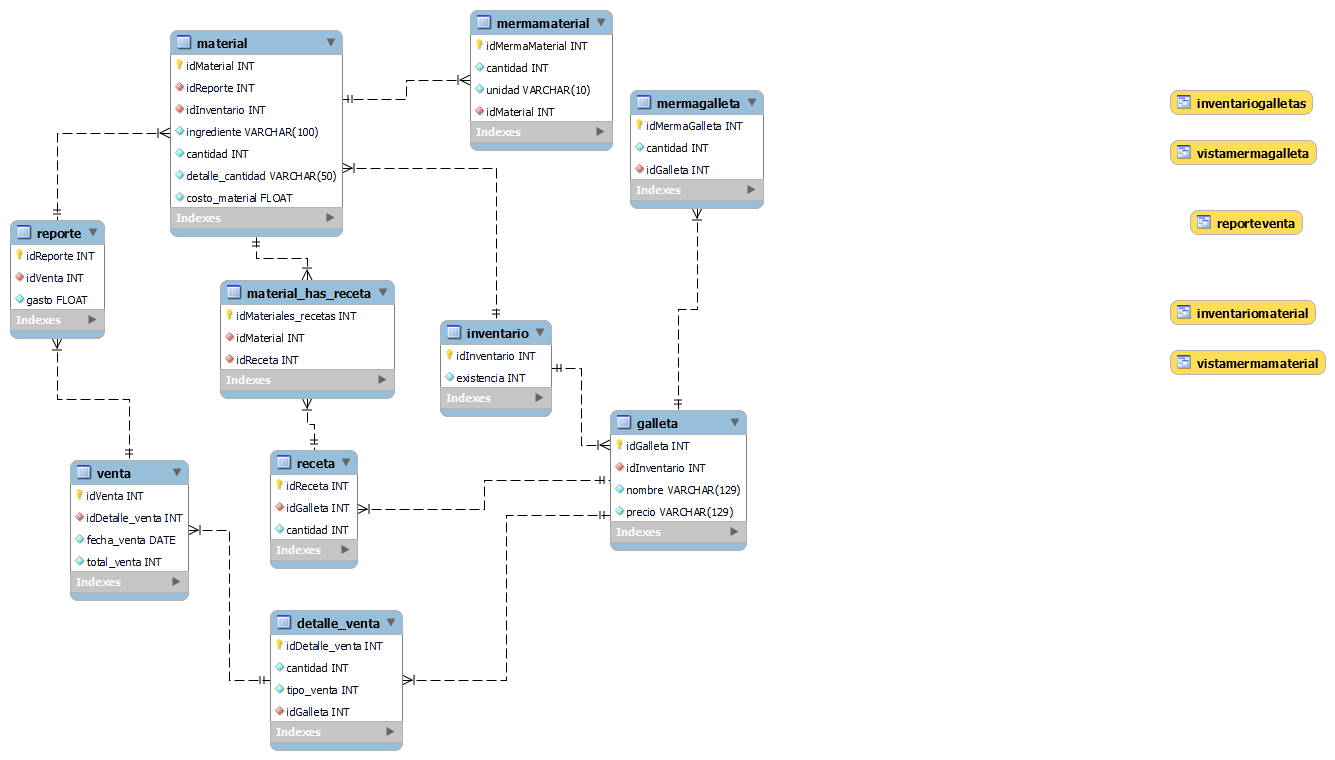 mermamaterial
idMermaMaterial INT
cantidad INT
unidad VARCHAR(10)
idMaterial INT
Indexes
material
idMaterial INT
idReporte INT
idInventario INT
ingrediente VARCHAR(100)
cantidad INT
detalle_cantidad VARCHAR(50)
costo_material FLOAT
Indexes
mermagalleta
idMermaGalleta INT
cantidad INT
idGalleta INT
Indexes
inventariogalletas
vistamermagalleta
reporteventa
inventariomaterial
vistamermamaterial
reporte
idReporte INT
idVenta INT
gasto FLOAT
Indexes
material_has_receta
idMateriales_recetas INT
idMaterial INT
idReceta INT
Indexes
inventario
idInventario INT
existencia INT
Indexes
galleta
idGalleta INT
idInventario INT
nombre VARCHAR(129)
precio VARCHAR(129)
Indexes
venta
idVenta INT
idDetalle_venta INT
fecha_venta DATE
total_venta INT
Indexes
receta
idReceta INT
idGalleta INT
cantidad INT
Indexes
detalle_venta
idDetalle_venta INT
cantidad INT
tipo_venta INT
idGalleta INT
Indexes